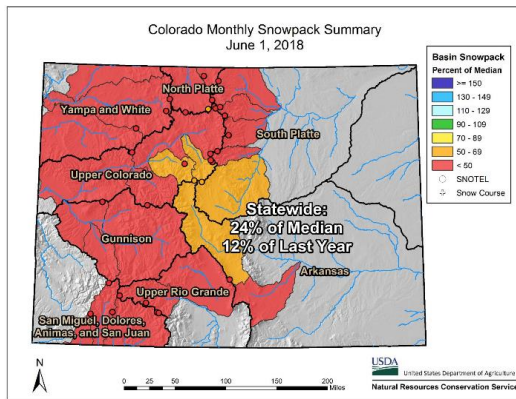 Colorado Monthly Snowpack Summary
June 1, 2018
Basin Snowpack
Percent of Median
>= 150
130 - 149
110 - 129
90 - 109
70 - 89
50 - 69
< 50
SNOTEL
Snow Course
North Platte
Yampa and White
South Platte
Upper Colorado
Statewide:
24% of Median
12% of Last Year
Gunnison
Arkansas
Upper Rio Grande
San Miguel, Dolores,
Animas, and San Juan
N
0 25 50 100 150 200
Miles
USDA
United States Department of Agriculture
Natural Resources Conservation Service